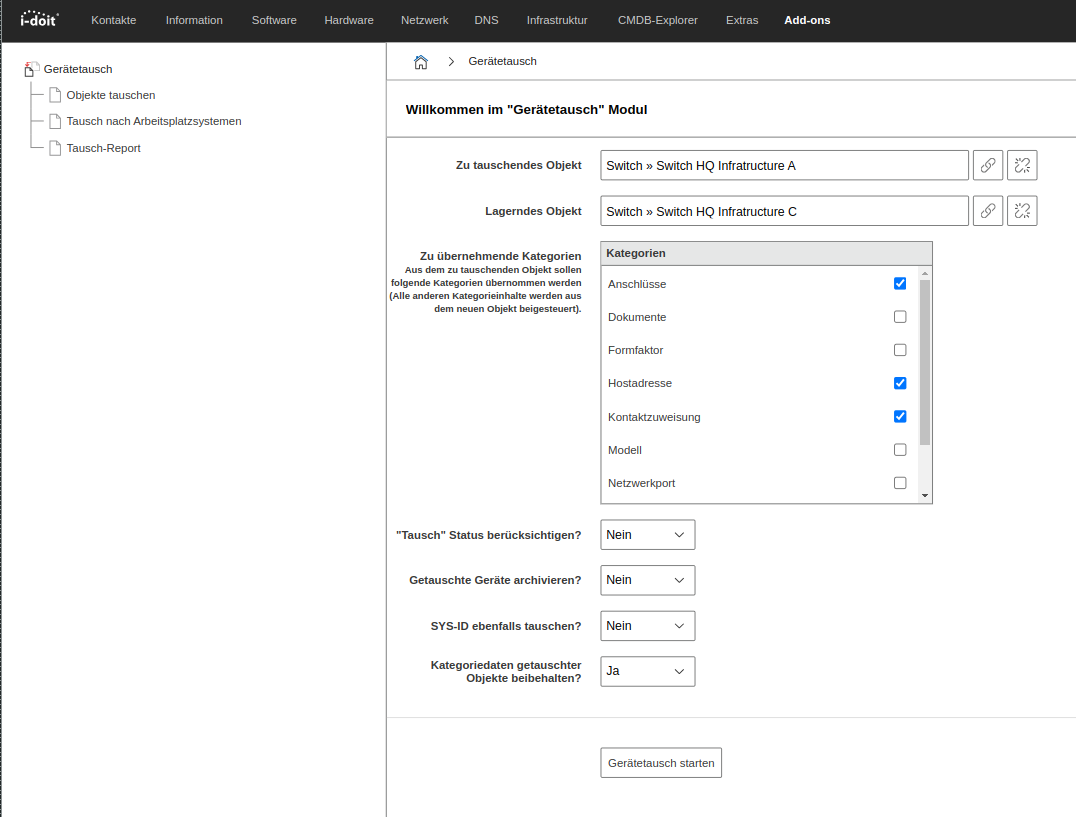 i-doit Kontakte Information Software Hardware Netzwerk DNS Infrastruktur CMDB-Explorer Extras Add-ons
Gerätetausch
Objekte tauschen
Tausch nach Arbeitsplatzsystemen
Tausch-Report
Gerätetausch
Willkommen im "Gerätetausch" Modul
Zu tauschendes Objekt Switch » Switch HQ Infratructure A
Lagerndes Objekt Switch » Switch HQ Infratructure C
Zu übernehmende Kategorien
Aus dem zu tauschenden Objekt sollen
folgende Kategorien übernommen werden
(Alle anderen Kategorieinhalte werden aus
dem neuen Objekt beigesteuert).
Kategorien
Anschlüsse
Dokumente
Formfaktor
Hostadresse
Kontaktzuweisung
Modell
Netzwerkport
"Tausch" Status berücksichtigen? Nein
Getauschte Geräte archivieren? Nein
SYS-ID ebenfalls tauschen? Nein
Kategoriedaten getauschter
Objekte beibehalten? Ja
Gerätetausch starten